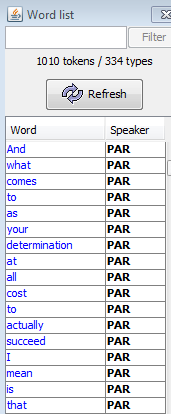 Word list
Filter
1010 tokens / 334 types
Refresh
Word Speaker
And PAR
what PAR
comes PAR
to PAR
as PAR
your PAR
determination PAR
at PAR
all PAR
cost PAR
to PAR
actually PAR
succeed PAR
I PAR
mean PAR
is PAR
that PAR